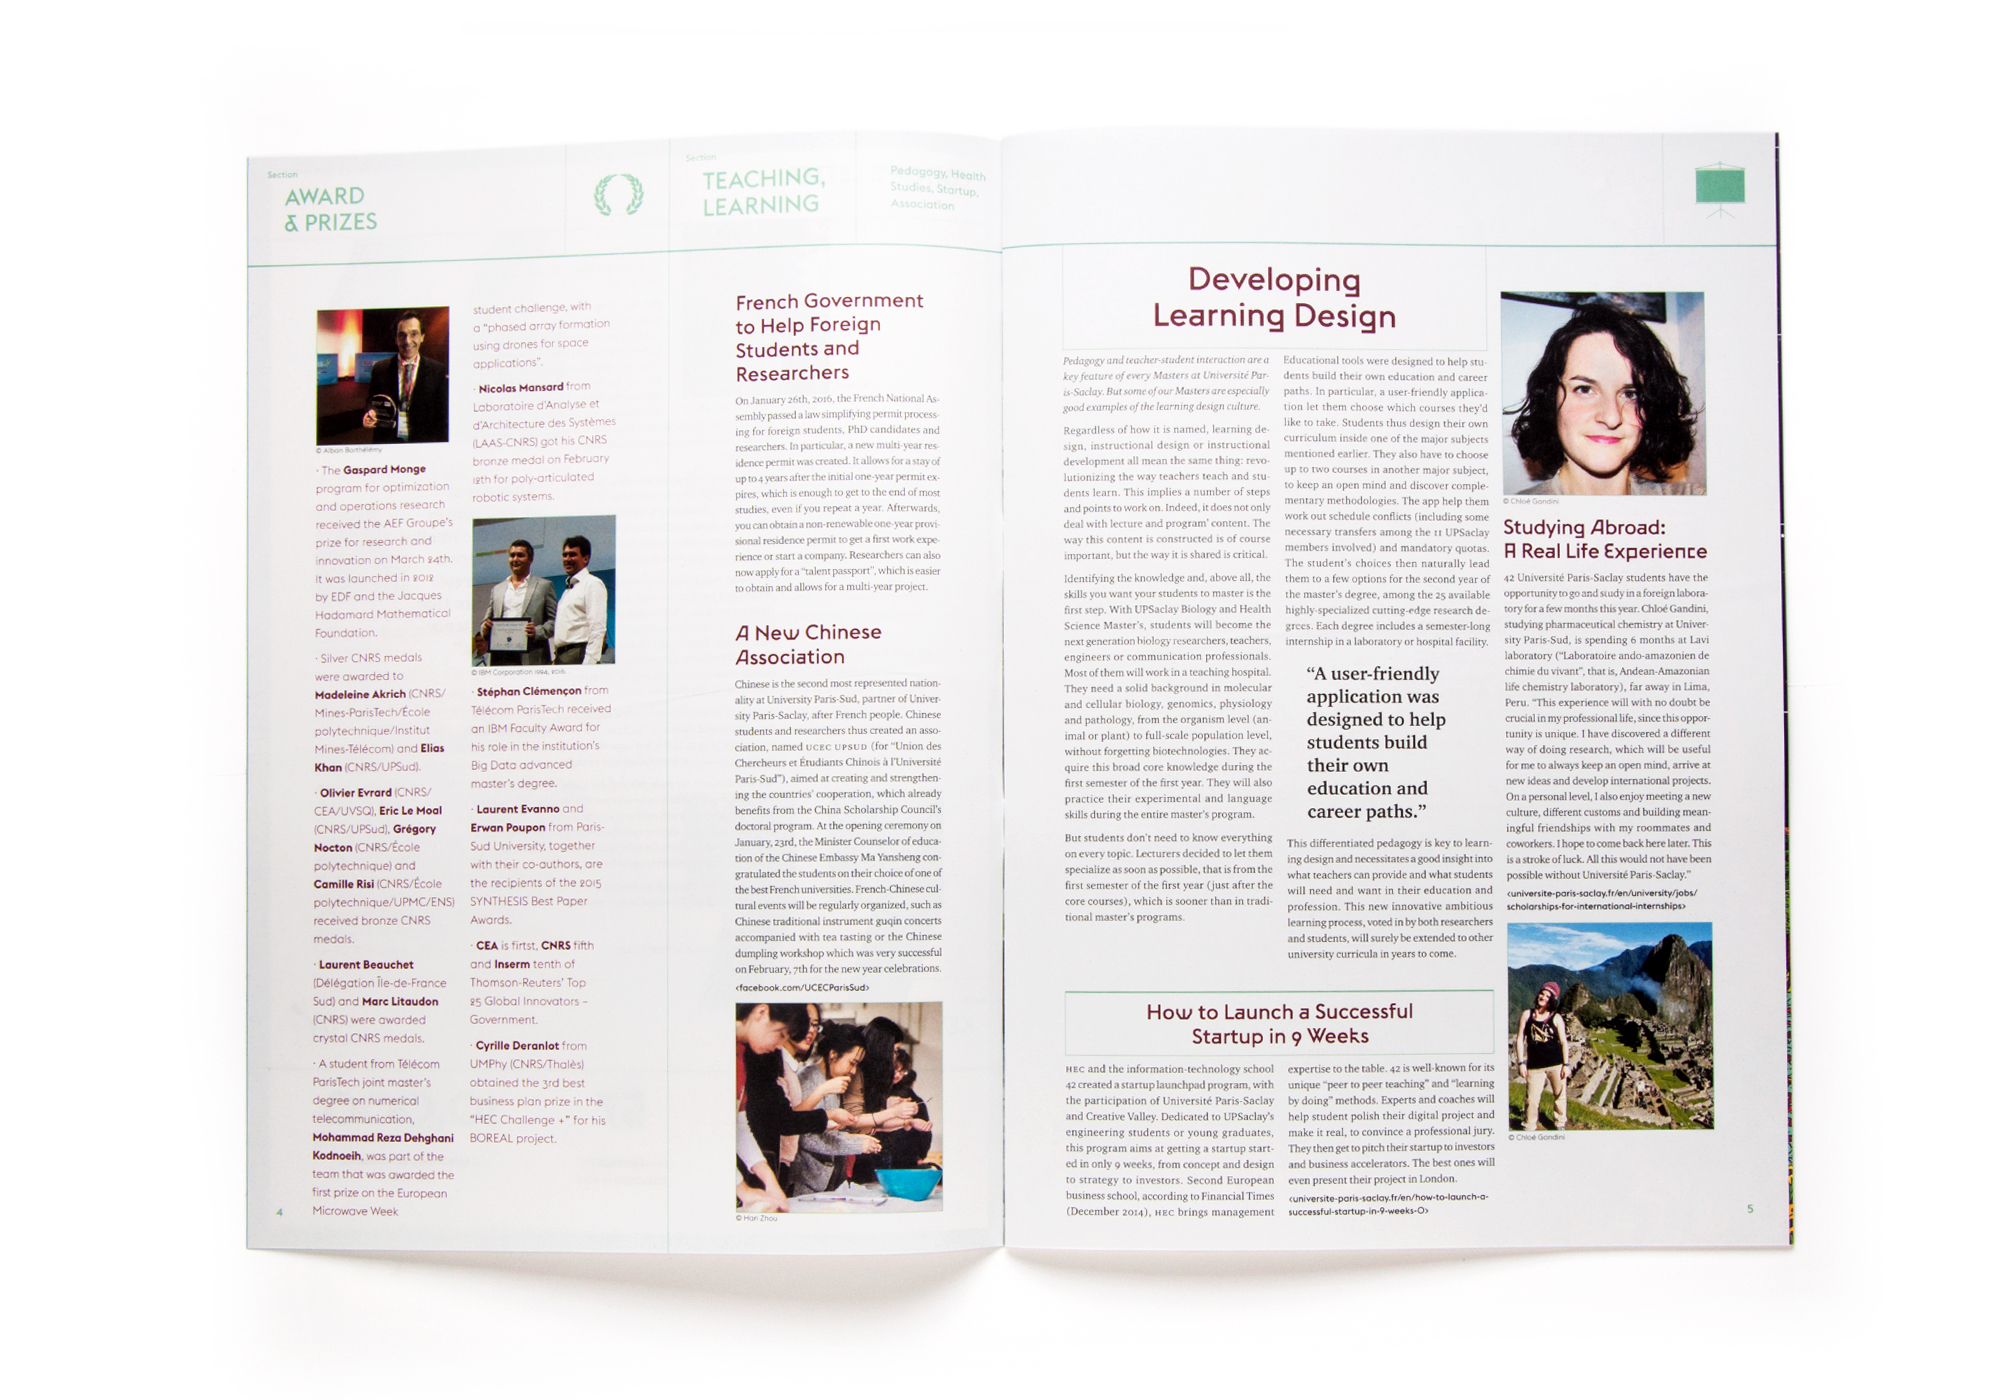 Section
AWARD
& PRIZES
© Alban Barthélémy
· The Gaspard Monge
program for optimization
and operations research
received the AEF Groupe's
prize for research and
innovation on March 24th.
It was launched in 2012
by EDF and the Jacques
Hadamard Mathematical
Foundation.
· Silver CNRS medals
were awarded to
Madeleine Akrich (CNRS/
Mines-ParisTech/École
polytechnique/Institut
Mines-Télécom) and Elias
Khan (CNRS/UPSud).
· Olivier Evrard (CNRS/
CEA/UVSQ), Eric Le Moal
(CNRS/UPSud), Grégory
Nocton (CNRS/École
polytechnique) and
Camille Risi (CNRS/École
polytechnique/UPMC/ENS)
received bronze CNRS
medals.
· Laurent Beauchet
(Délégation Île-de-France
Sud) and Marc Litaudon
(CNRS) were awarded
crystal CNRS medals.
· A student from Télécom
ParisTech joint master's
degree on numerical
telecommunication,
Mohammad Reza Dehghani
Kodnoeih, was part of the
team that was awarded the
first prize on the European
Microwave Week
4
student challenge, with
a "phased array formation
using drones for space
applications".
· Nicolas Mansard from
Laboratoire d'Analyse et
d'Architecture des Systèmes
(LAAS-CNRS) got his CNRS
bronze medal on February
12th for poly-articulated
robotic systems.
© IBM Corporation 1994, 2015.
· Stéphan Clémençon from
Télécom ParisTech received
an IBM Faculty Award for
his role in the institution's
Big Data advanced
master's degree.
· Laurent Evanno and
Erwan Poupon from Paris-
Sud University, together
with their co-authors, are
the recipients of the 2015
SYNTHESIS Best Paper
Awards.
· CEA is firtst, CNRS fifth
and Inserm tenth of
Thomson-Reuters' Top
25 Global Innovators –
Government.
· Cyrille Deranlot from
UMPhy (CNRS/Thalès)
obtained the 3rd best
business plan prize in the
"HEC Challenge +" for his
BOREAL project.
Section
TEACHING,
LEARNING
Pedagogy, Health
Studies, Startup,
Association
French Government
to Help Foreign
Students and
Researchers
On January 26th, 2016, the French National As-
sembly passed a law simplifying permit process-
ing for foreign students, PhD candidates and
researchers. In particular, a new multi-year res-
idence permit was created. It allows for a stay of
up to 4 years after the initial one-year permit ex-
pires, which is enough to get to the end of most
studies, even if you repeat a year. Afterwards,
you can obtain a non-renewable one-year provi-
sional residence permit to get a first work expe-
rience or start a company. Researchers can also
now apply for a "talent passport", which is easier
to obtain and allows for a multi-year project.
A New Chinese
Association
Chinese is the second most represented nation-
ality at University Paris-Sud, partner of Univer-
sity Paris-Saclay, after French people. Chinese
students and researchers thus created an asso-
ciation, named UCEC UPSUD (for "Union des
Chercheurs et Étudiants Chinois à l'Université
Paris-Sud"), aimed at creating and strengthen-
ing the countries' cooperation, which already
benefits from the China Scholarship Council's
doctoral program. At the opening ceremony on
January, 23rd, the Minister Counselor of educa-
tion of the Chinese Embassy Ma Yansheng con-
gratulated the students on their choice of one of
the best French universities. French-Chinese cul-
tural events will be regularly organized, such as
Chinese traditional instrument guqin concerts
accompanied with tea tasting or the Chinese
dumpling workshop which was very successful
on February, 7th for the new year celebrations.
<facebook.com/UCECParisSud>
© Han Zhou
Developing
Learning Design
Pedagogy and teacher-student interaction are a
key feature of every Masters at Université Par-
is-Saclay. But some of our Masters are especially
good examples of the learning design culture.
Regardless of how it is named, learning de-
sign, instructional design or instructional
development all mean the same thing: revo-
lutionizing the way teachers teach and stu-
dents learn. This implies a number of steps
and points to work on. Indeed, it does not only
deal with lecture and program' content. The
way this content is constructed is of course
important, but the way it is shared is critical.
Identifying the knowledge and, above all, the
skills you want your students to master is the
first step. With UPSaclay Biology and Health
Science Master's, students will become the
next generation biology researchers, teachers,
engineers or communication professionals.
Most of them will work in a teaching hospital.
They need a solid background in molecular
and cellular biology, genomics, physiology
and pathology, from the organism level (an-
imal or plant) to full-scale population level,
without forgetting biotechnologies. They ac-
quire this broad core knowledge during the
first semester of the first year. They will also
practice their experimental and language
skills during the entire master's program.
But students don't need to know everything
on every topic. Lecturers decided to let them
specialize as soon as possible, that is from the
first semester of the first year (just after the
core courses), which is sooner than in tradi-
tional master's programs.
Educational tools were designed to help stu-
dents build their own education and career
paths. In particular, a user-friendly applica-
tion let them choose which courses they'd
like to take. Students thus design their own
curriculum inside one of the major subjects
mentioned earlier. They also have to choose
up to two courses in another major subject,
to keep an open mind and discover comple-
mentary methodologies. The app help them
work out schedule conflicts (including some
necessary transfers among the 11 UPSaclay
members involved) and mandatory quotas.
The student's choices then naturally lead
them to a few options for the second year of
the master's degree, among the 25 available
highly-specialized cutting-edge research de-
grees. Each degree includes a semester-long
internship in a laboratory or hospital facility.
"A user-friendly
application was
designed to help
students build
their own
education and
career paths."
This differentiated pedagogy is key to learn-
ing design and necessitates a good insight into
what teachers can provide and what students
will need and want in their education and
profession. This new innovative ambitious
learning process, voted in by both researchers
and students, will surely be extended to other
university curricula in years to come.
How to Launch a Successful
Startup in 9 Weeks
HEC and the information-technology school
42 created a startup launchpad program, with
the participation of Université Paris-Saclay
and Creative Valley. Dedicated to UPSaclay's
engineering students or young graduates,
this program aims at getting a startup start-
ed in only 9 weeks, from concept and design
to strategy to investors. Second European
business school, according to Financial Times
(December 2014), HEC brings management
expertise to the table. 42 is well-known for its
unique "peer to peer teaching" and "learning
by doing" methods. Experts and coaches will
help student polish their digital project and
make it real, to convince a professional jury.
They then get to pitch their startup to investors
and business accelerators. The best ones will
even present their project in London.
<universite-paris-saclay.fr/en/how-to-launch-a-
successful-startup-in-9-weeks-0>
© Chloé Gandini
Studying Abroad:
A Real Life Experience
42 Université Paris-Saclay students have the
opportunity to go and study in a foreign labora-
tory for a few months this year. Chloé Gandini,
studying pharmaceutical chemistry at Univer-
sity Paris-Sud, is spending 6 months at Lavi
laboratory ("Laboratoire ando-amazonien de
chimie du vivant", that is, Andean-Amazonian
life chemistry laboratory), far away in Lima,
Peru. "This experience will with no doubt be
crucial in my professional life, since this oppor-
tunity is unique. I have discovered a different
way of doing research, which will be useful
for me to always keep an open mind, arrive at
new ideas and develop international projects.
On a personal level, I also enjoy meeting a new
culture, different customs and building mean-
ingful friendships with my roommates and
coworkers. I hope to come back here later. This
is a stroke of luck. All this would not have been
possible without Université Paris-Saclay."
<universite-paris-saclay.fr/en/university/jobs/
scholarships-for-international-internships>
© Chloé Gandini
5